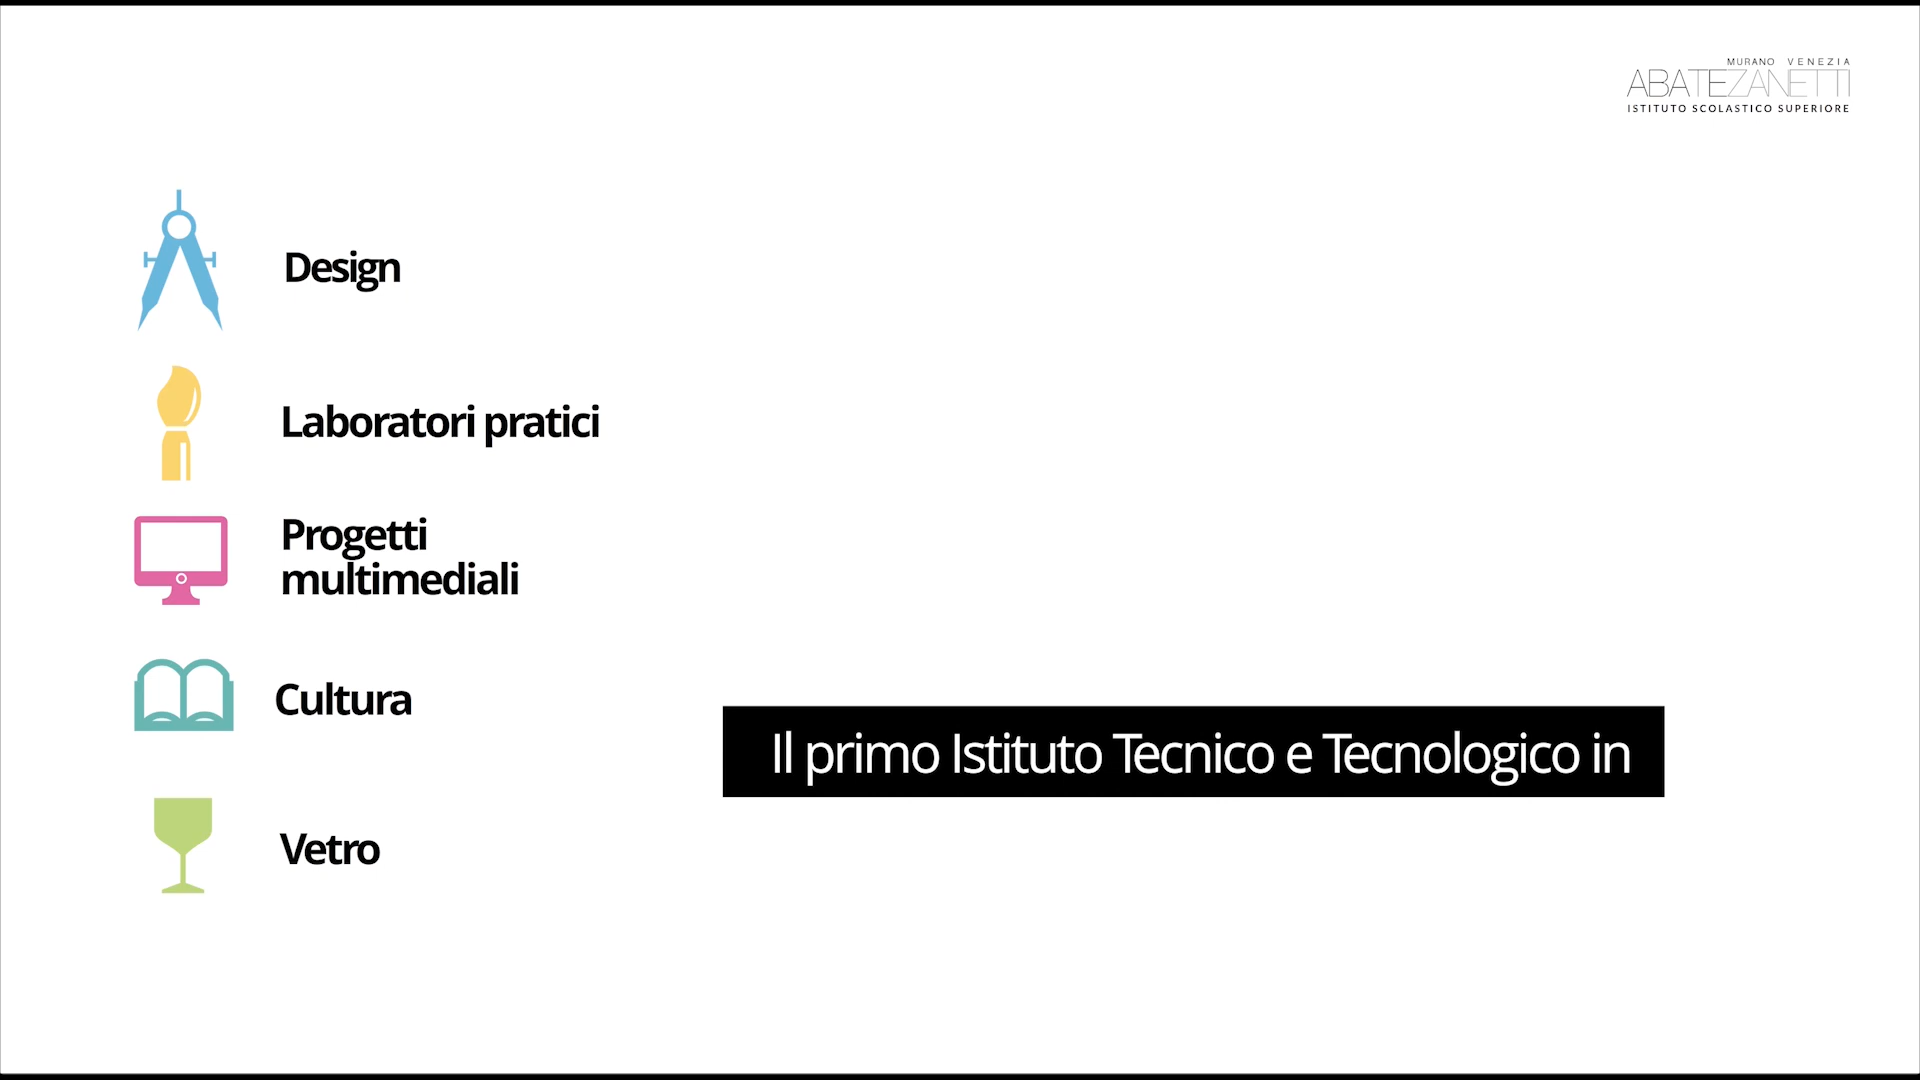 MURANO VENEZIA
ABATEZANETTI
ISTITUTO SCOLASTICO SUPERIORE
Design
Laboratori pratici
Progetti
multimediali
Cultura
Il primo Istituto Tecnico e Tecnologico in
Vetro